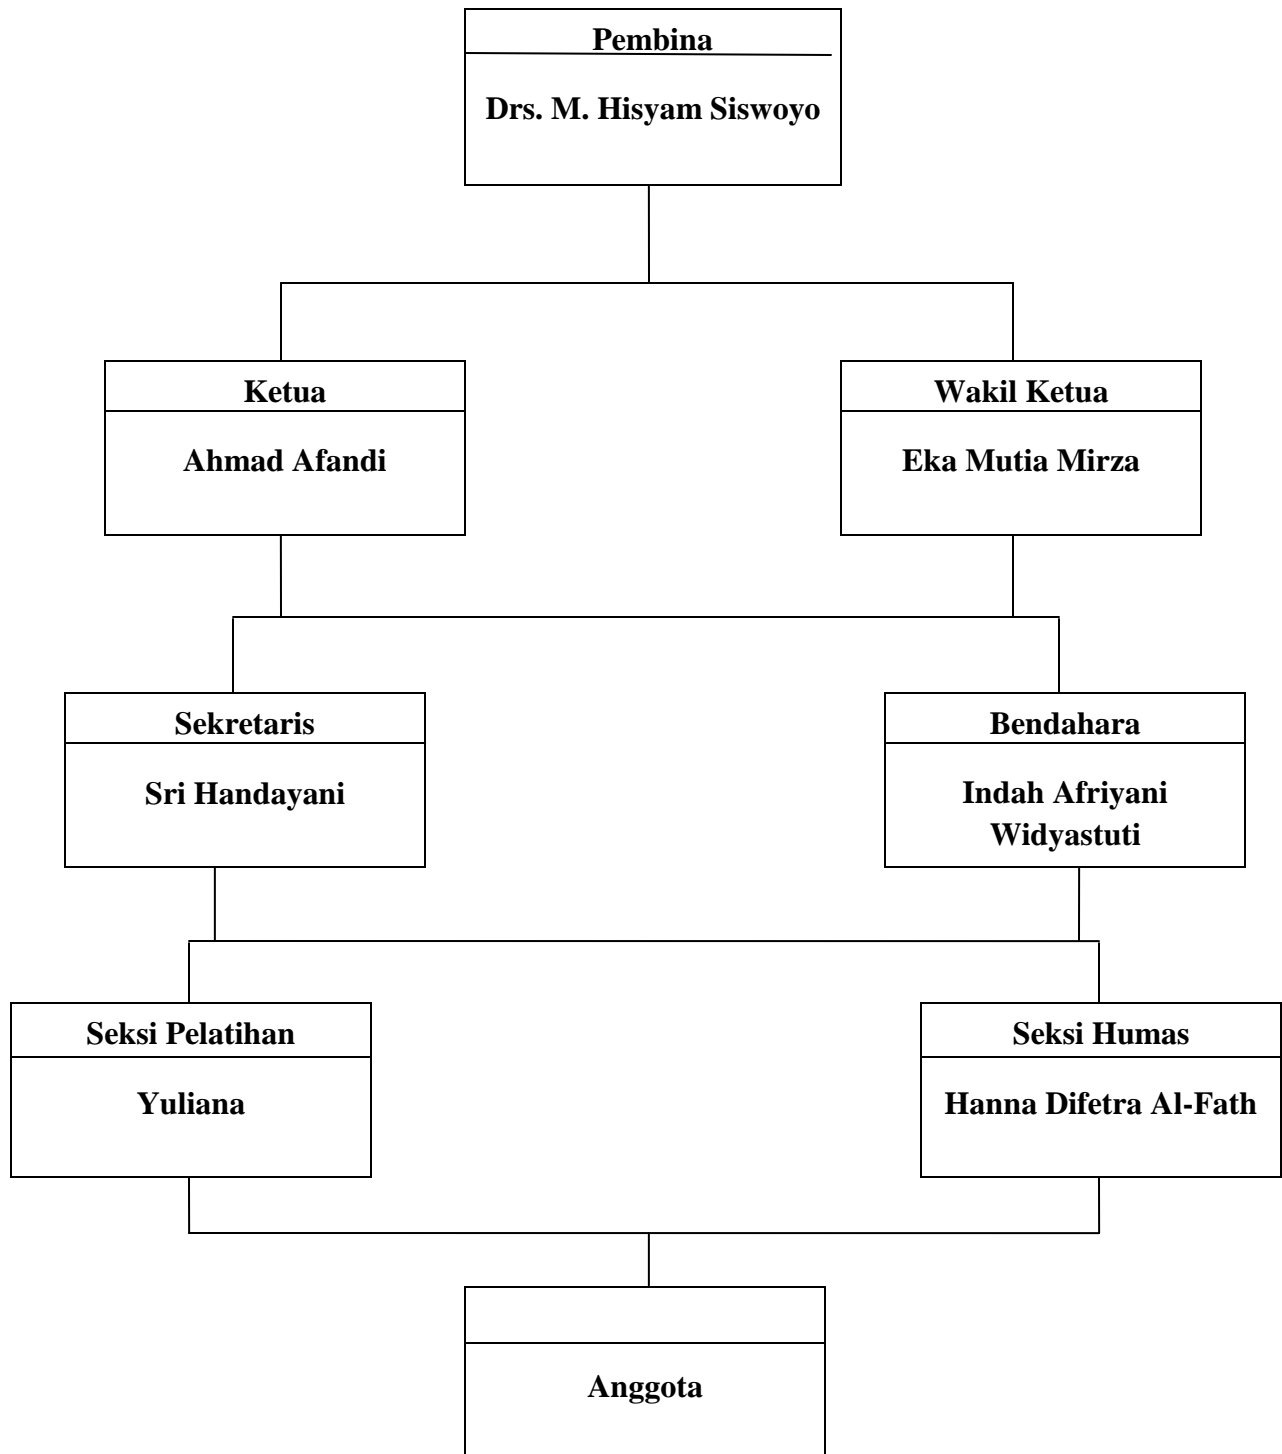 Pembina
Drs. M. Hisyam Siswoyo
Ketua
Ahmad Afandi
Wakil Ketua
Eka Mutia Mirza
Sekretaris
Sri Handayani
Bendahara
Indah Afriyani
Widyastuti
Seksi Pelatihan
Yuliana
Seksi Humas
Hanna Difetra Al-Fath
Anggota